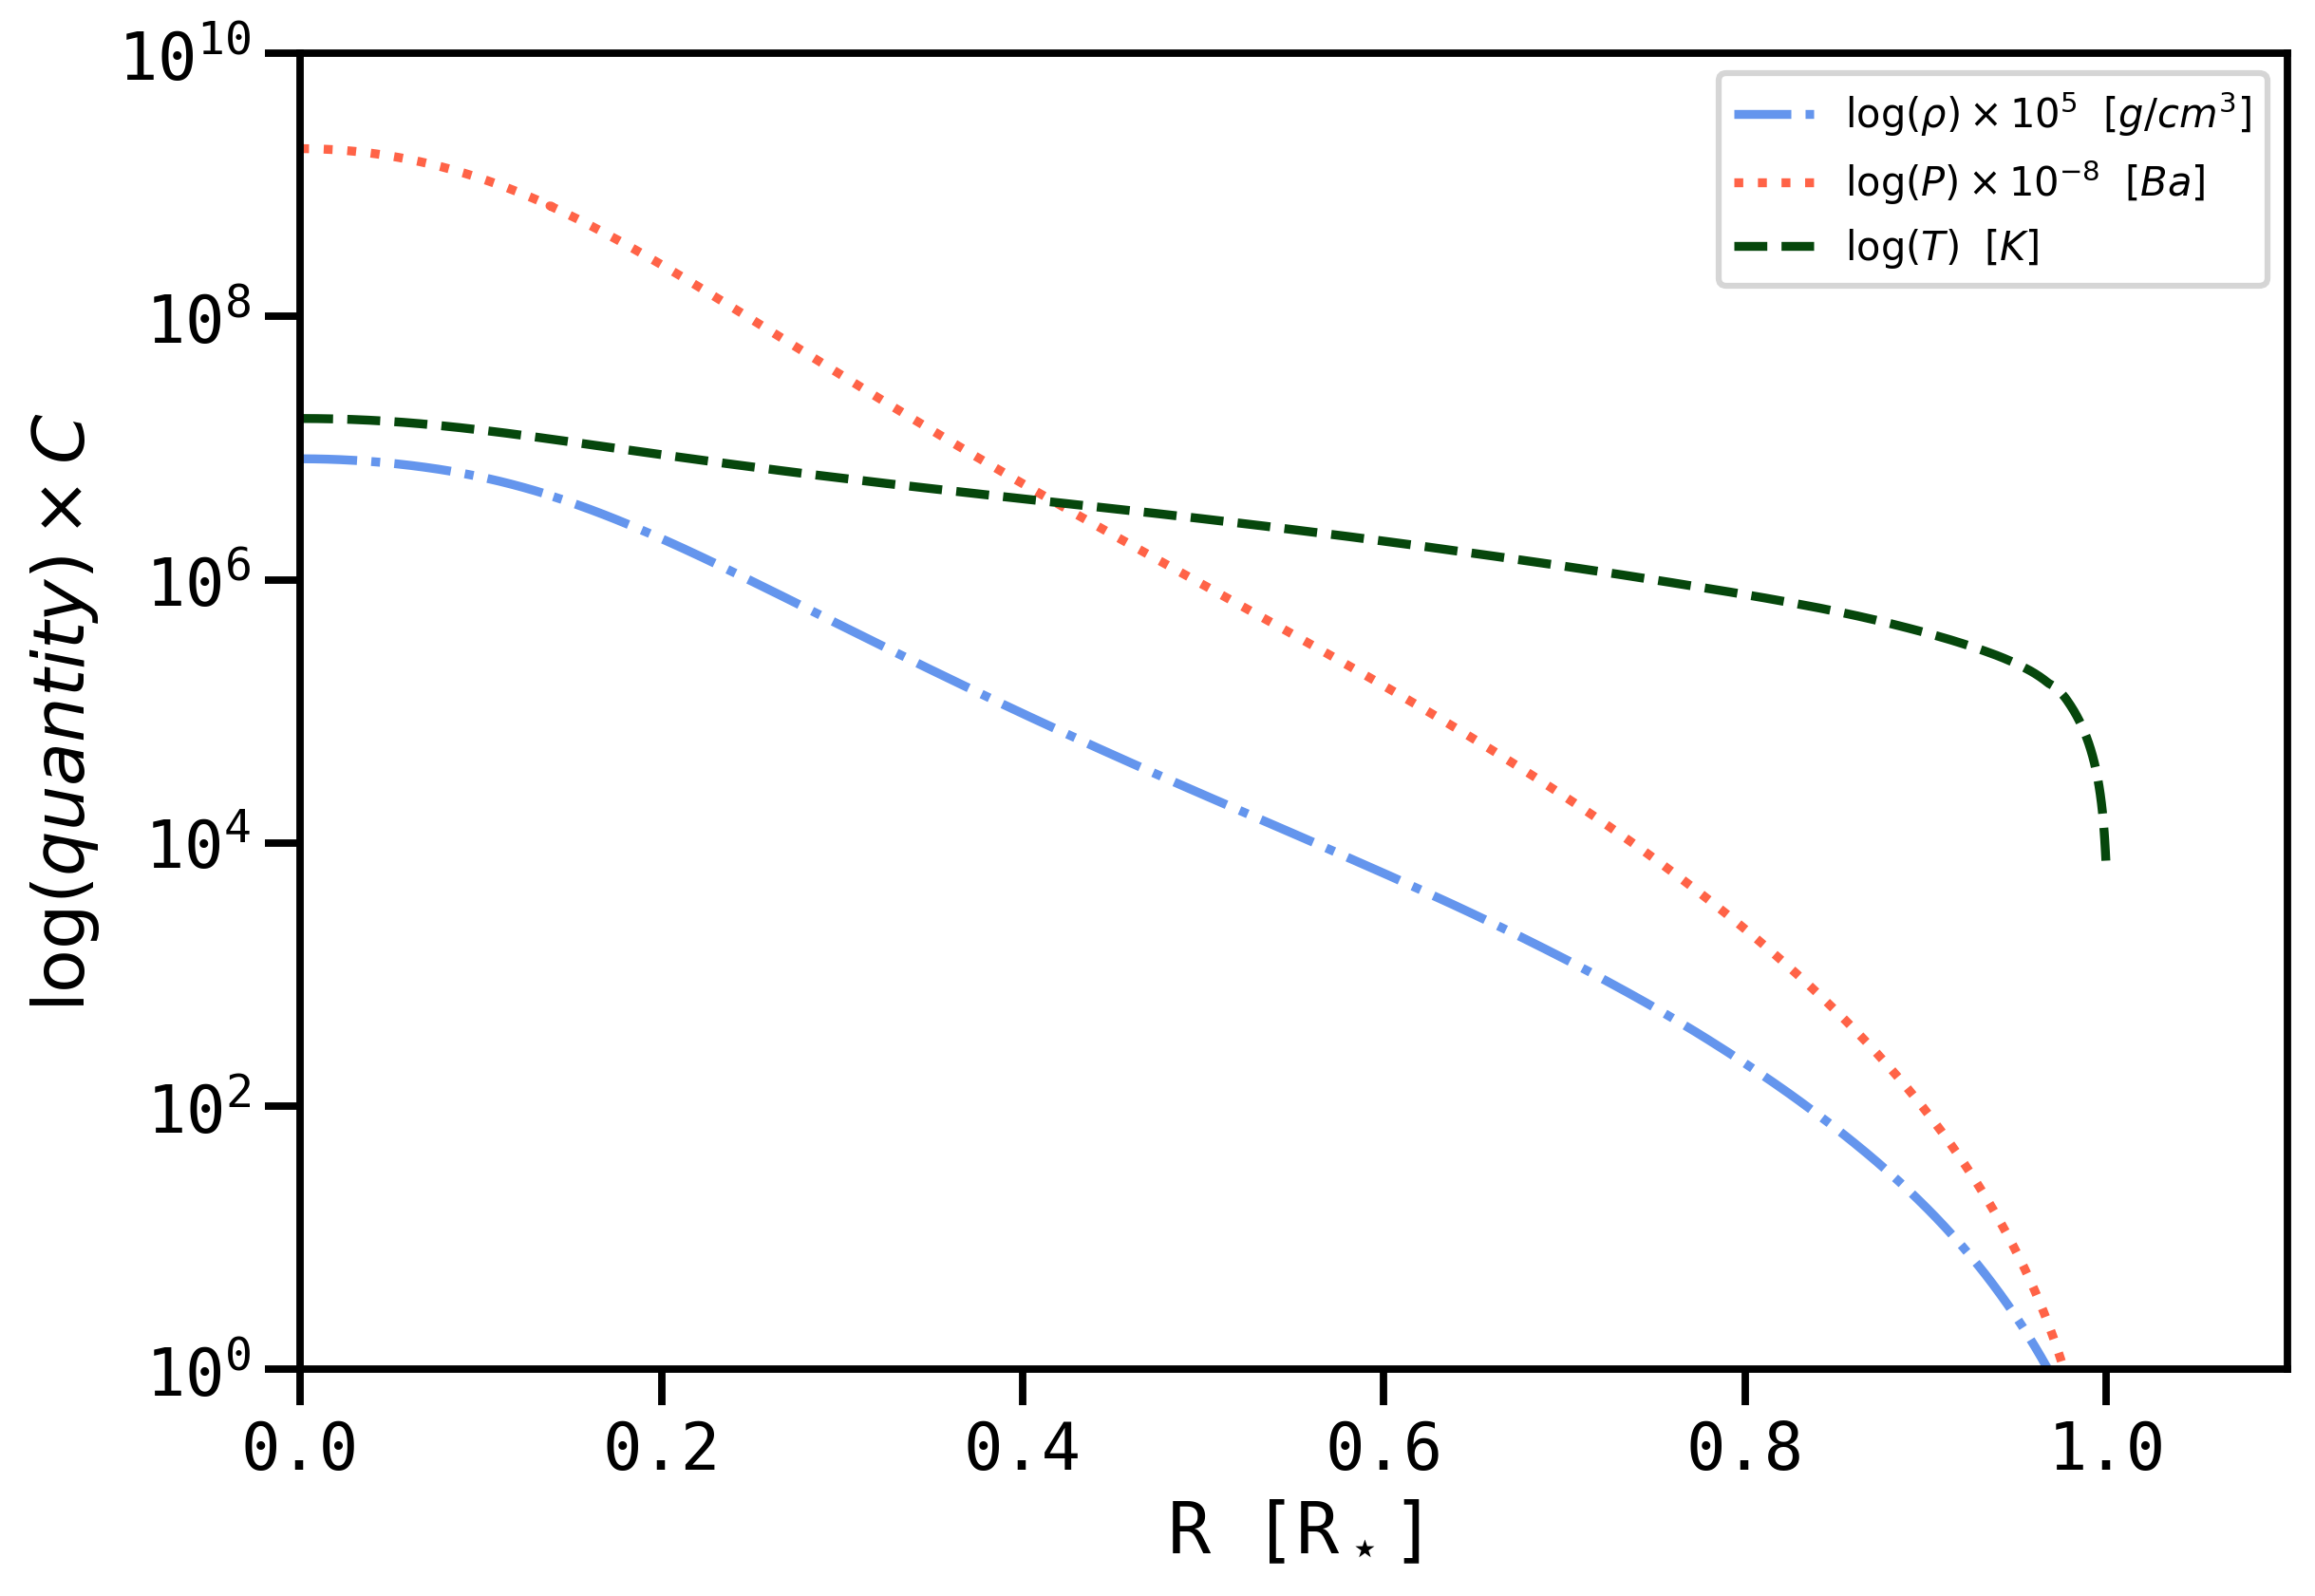 10^10
10^8
10^6
10^4
10^2
10^0
log(quantity) × C
log(ρ) × 10^5 [g/cm^3]
log(P) × 10^−8 [Ba]
log(T) [K]
0.0 0.2 0.4 0.6 0.8 1.0
R [R_⋆]